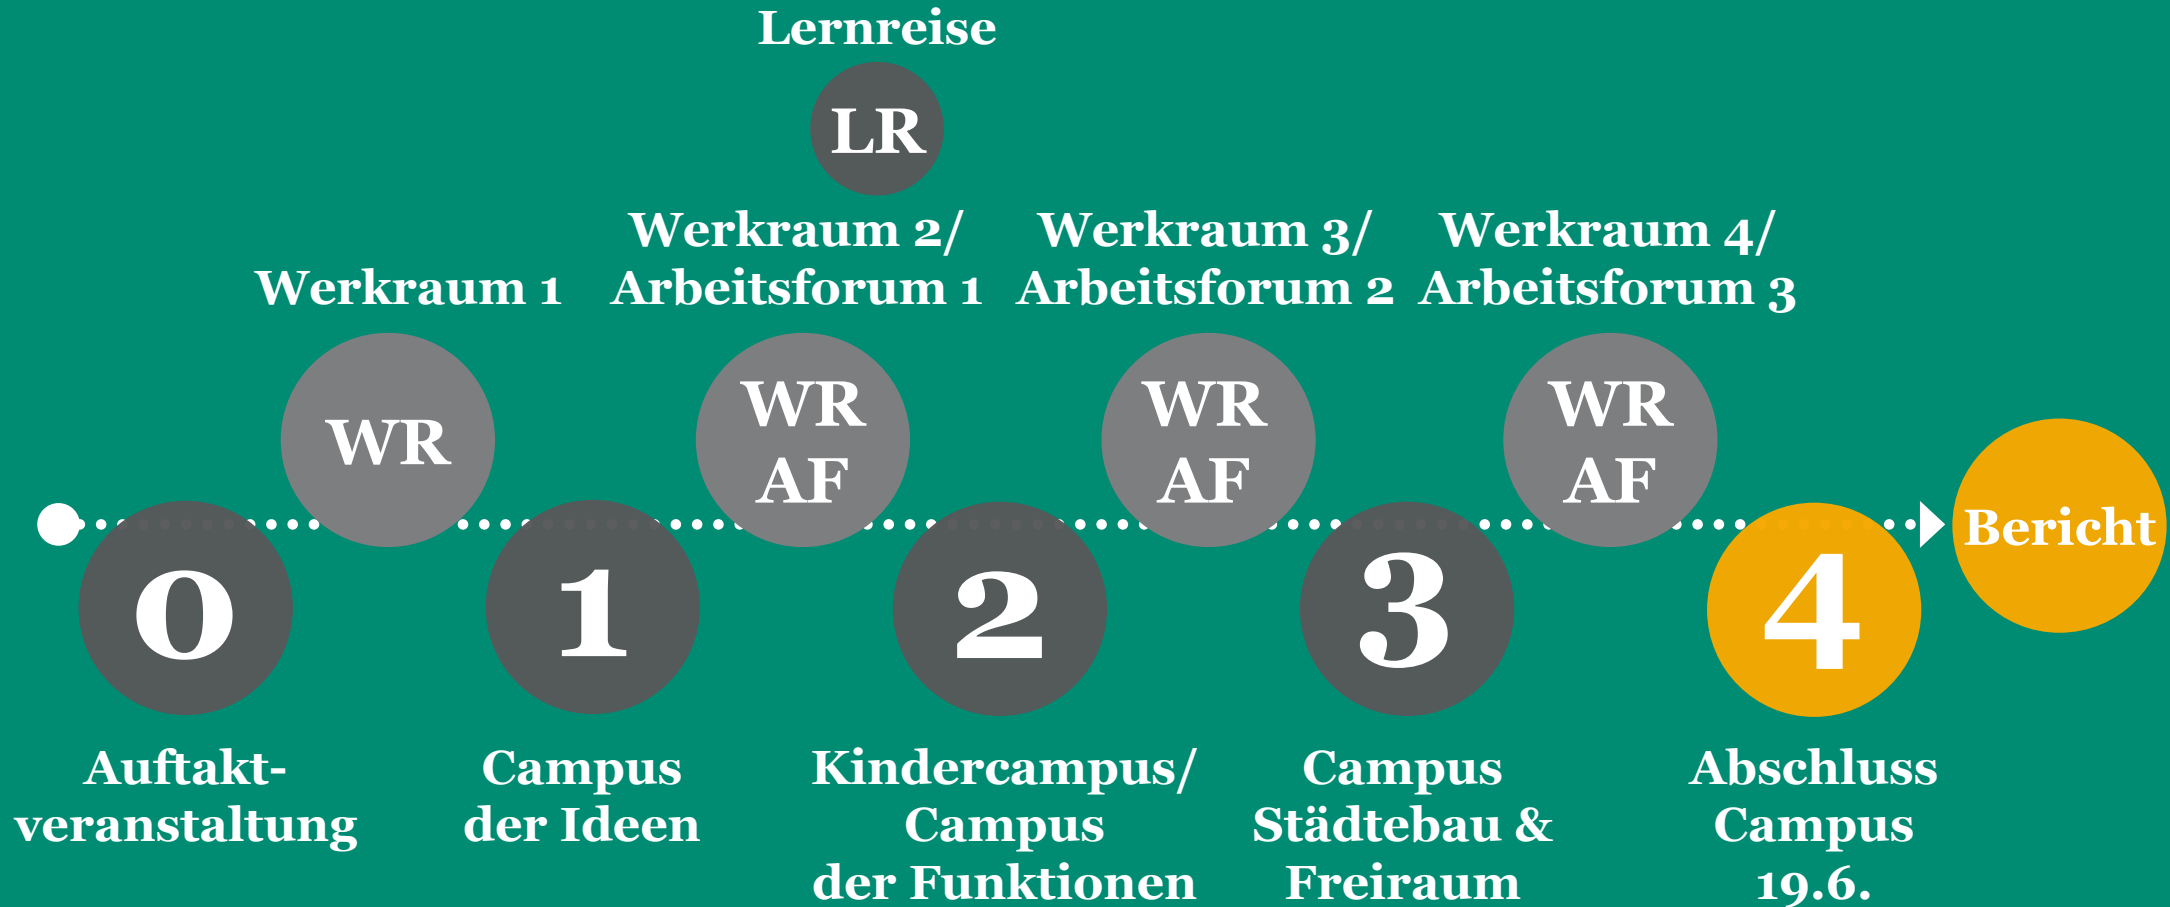 Lernreise
LR
Werkraum 1
WR
Werkraum 2/
Arbeitsforum 1
WR
AF
Werkraum 3/
Arbeitsforum 2
WR
AF
Werkraum 4/
Arbeitsforum 3
WR
AF
Bericht
0
Auftakt-
veranstaltung
1
Campus
der Ideen
2
Kindercampus/
Campus
der Funktionen
3
Campus
Städtebau &
Freiraum
4
Abschluss
Campus
19.6.